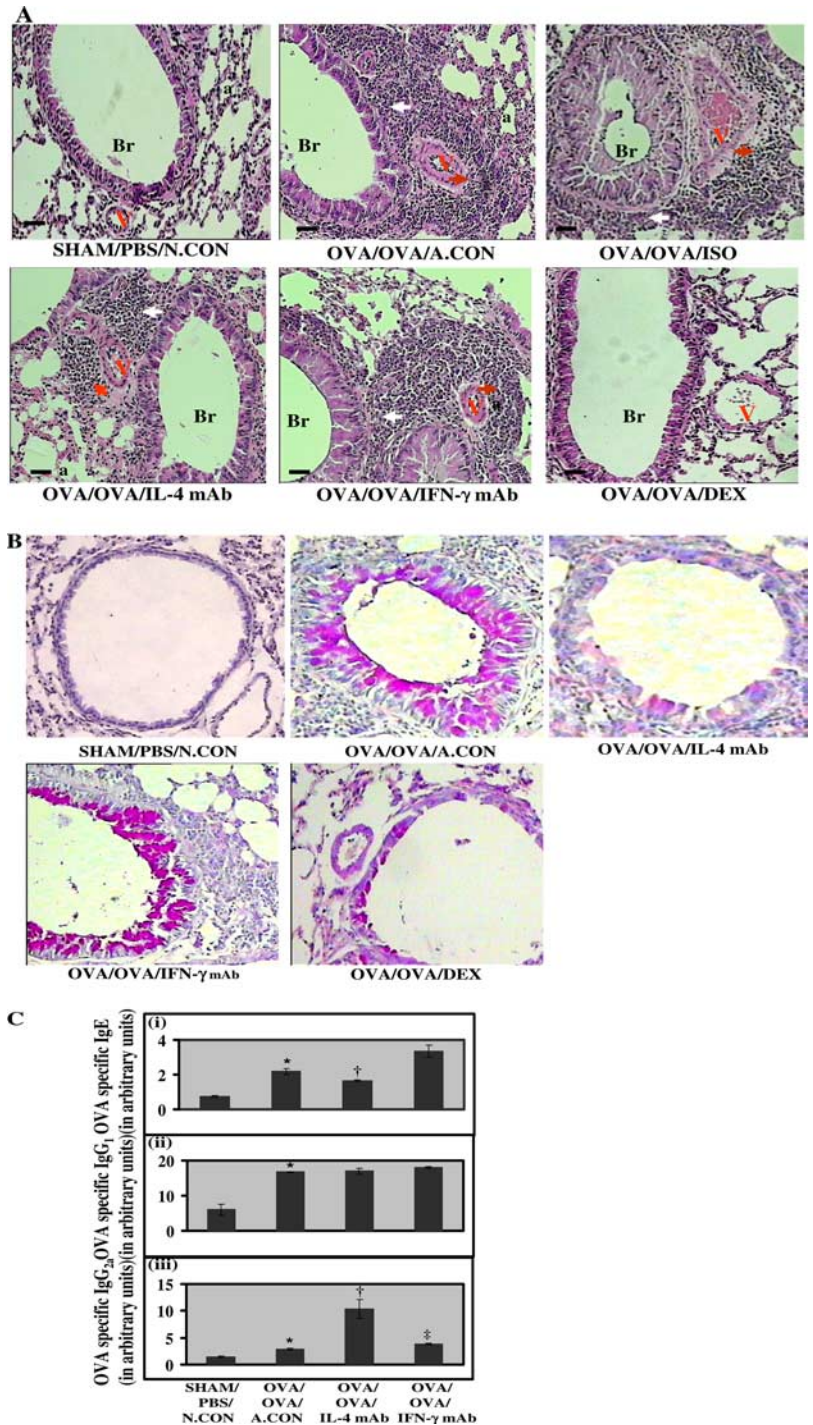 A
Br
a
V
SHAM/PBS/N.CON
a
Br
V
OVA/OVA/A.CON
Br
V
OVA/OVA/ISO
V
Br
a
OVA/OVA/IL-4 mAb
Br
V
a
OVA/OVA/IFN-γ mAb
Br
V
OVA/OVA/DEX
B
SHAM/PBS/N.CON
OVA/OVA/A.CON
OVA/OVA/IL-4 mAb
OVA/OVA/IFN-γ mAb
OVA/OVA/DEX
C
OVA specific IgE
(in arbitrary units)
(i)
4
2
0
*
†
OVA specific IgG1
(in arbitrary units)
(ii)
20
10
0
*
OVA specific IgG2a
(in arbitrary units)
(iii)
15
10
5
0
*
†
‡
SHAM/
PBS/
N.CON
OVA/
OVA/
A.CON
OVA/
OVA/
IL-4 mAb
OVA/
OVA/
IFN-γ mAb